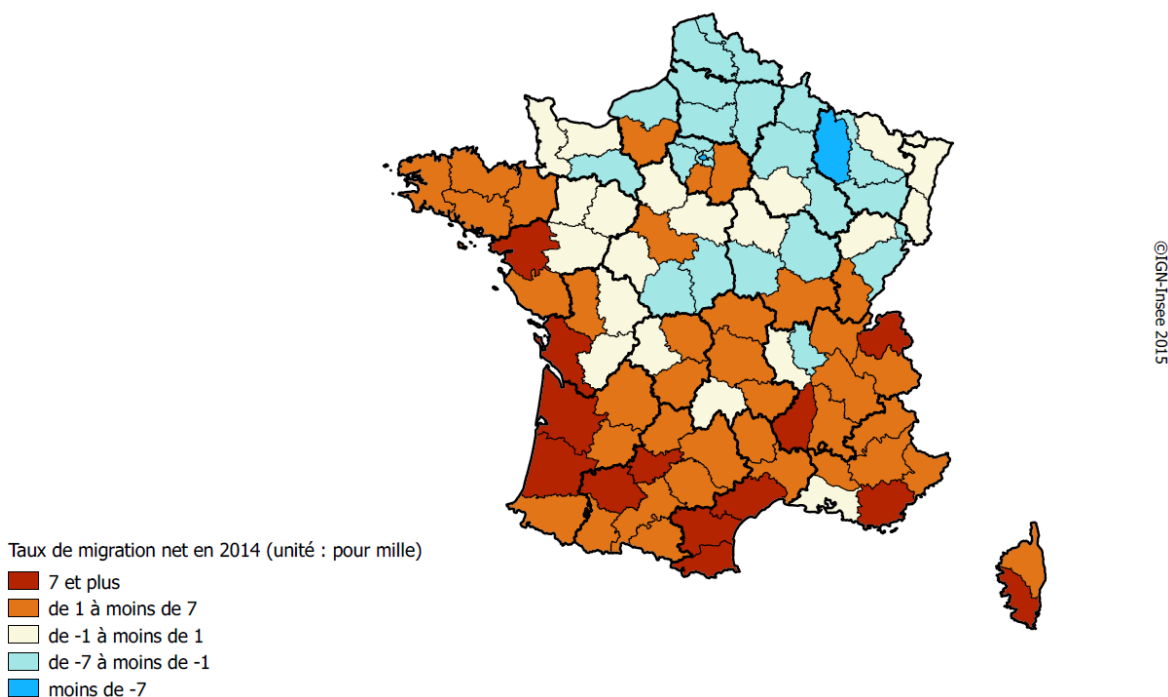 ©IGN-Insee 2015
Taux de migration net en 2014 (unité : pour mille)
7 et plus
de 1 à moins de 7
de -1 à moins de 1
de -7 à moins de -1
moins de -7